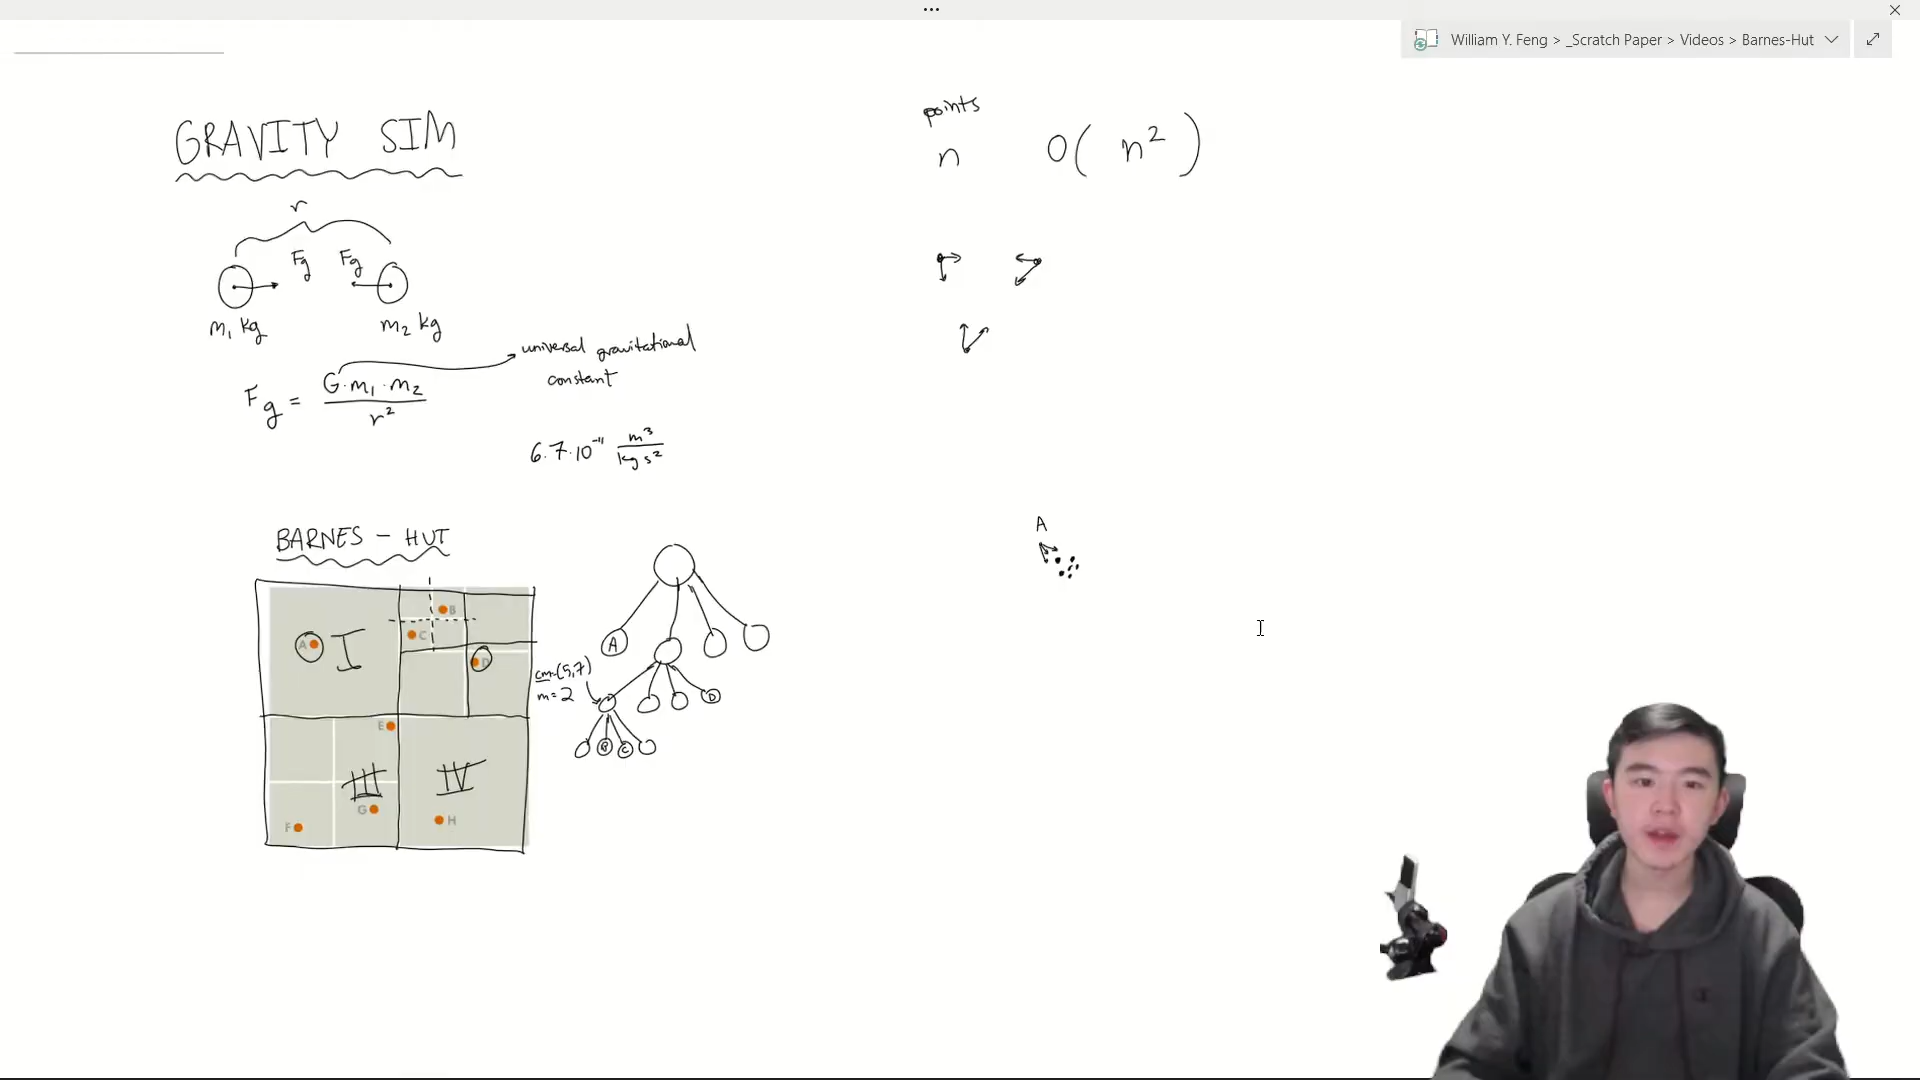 William Y. Feng > _Scratch Paper > Videos > Barnes-Hut
GRAVITY SIM
r
Fg Fg
m₁ kg m₂ kg
Fg = G·m₁·m₂ / r²
universal gravitational
constant
6.7·10⁻¹¹ m³ / kg s²
points
n O( n² )
BARNES - HUT
B
A I C
D
E
III IV
G H
F
A
cm=(5,7)
m=2
D
B C
A